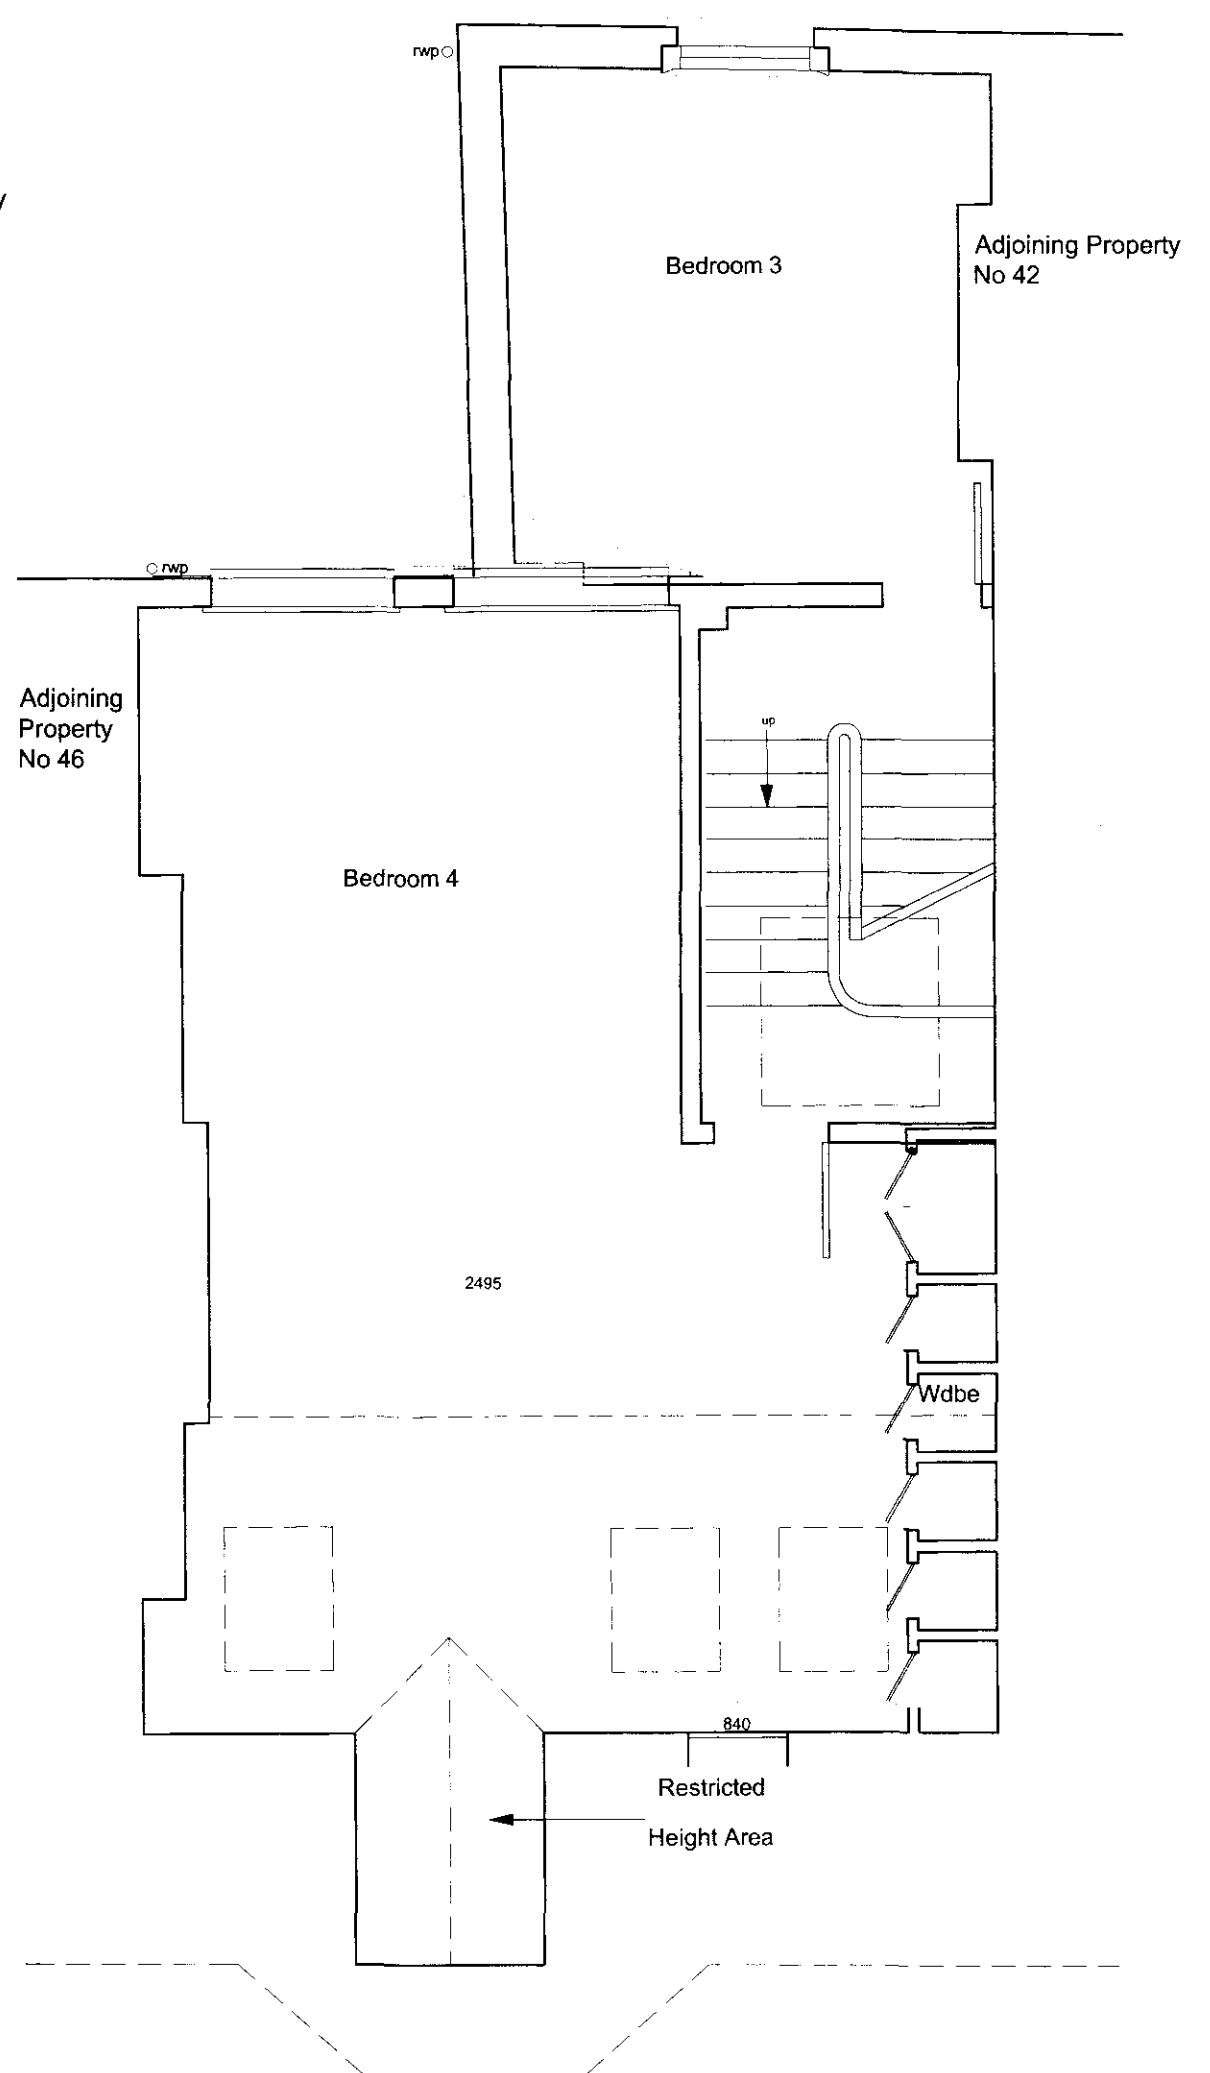 rwp
Bedroom 3
Adjoining Property
No 42
rwp
Adjoining
Property
No 46
up
Bedroom 4
2495
Wdbe
840
Restricted
Height Area